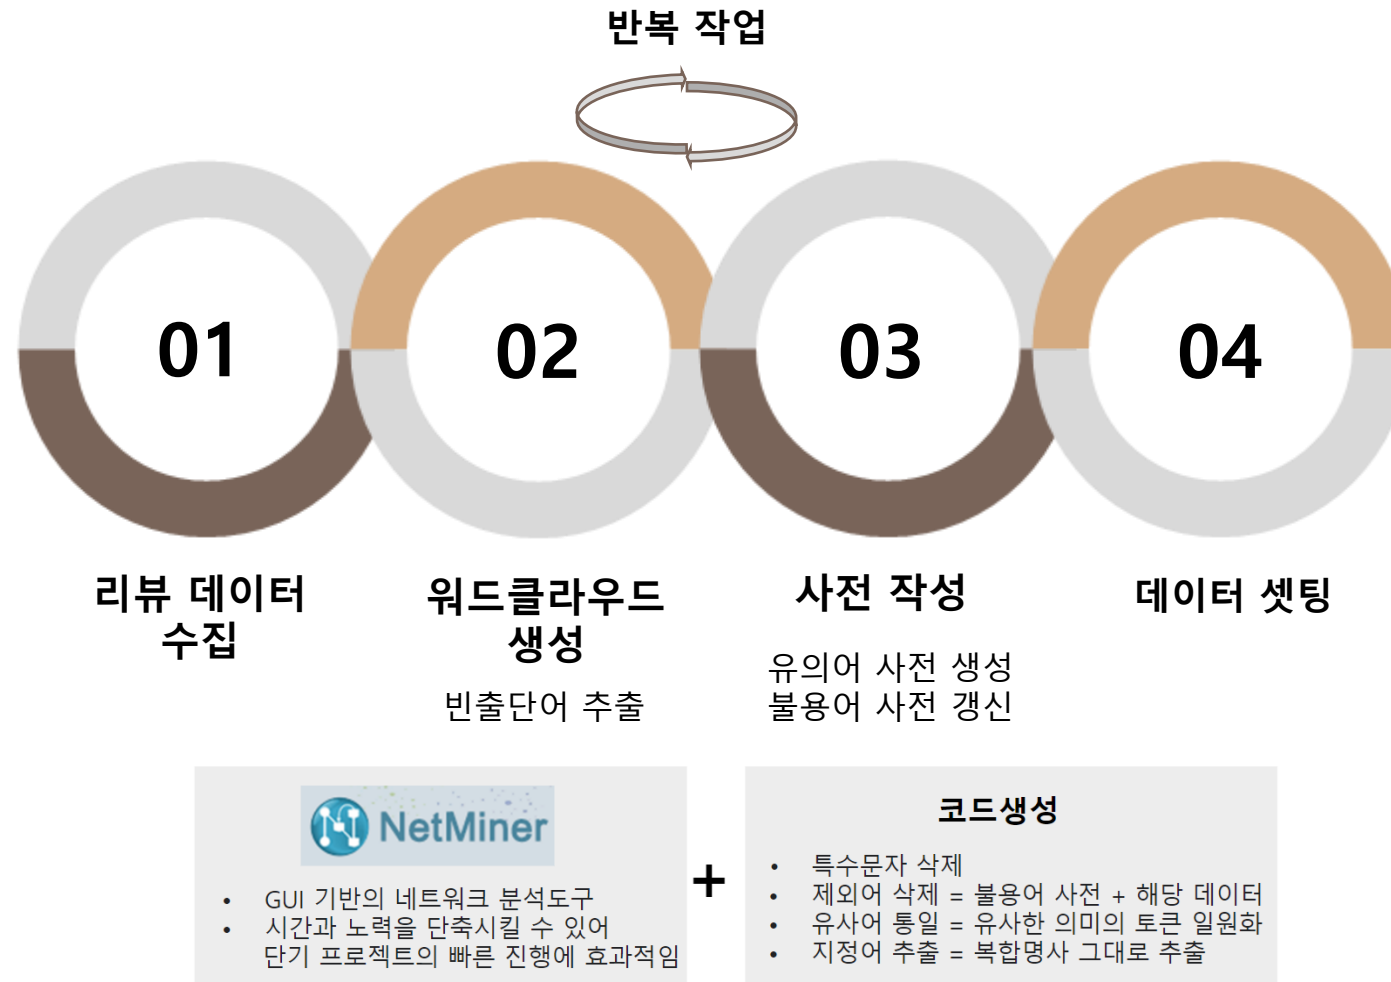 반복 작업
01
02
03
04
리뷰 데이터
수집
워드클라우드
생성
빈출단어 추출
사전 작성
유의어 사전 생성
불용어 사전 갱신
데이터 셋팅
NetMiner
• GUI 기반의 네트워크 분석도구
• 시간과 노력을 단축시킬 수 있어
단기 프로젝트의 빠른 진행에 효과적임
+
코드생성
• 특수문자 삭제
• 제외어 삭제 = 불용어 사전 + 해당 데이터
• 유사어 통일 = 유사한 의미의 토큰 일원화
• 지정어 추출 = 복합명사 그대로 추출